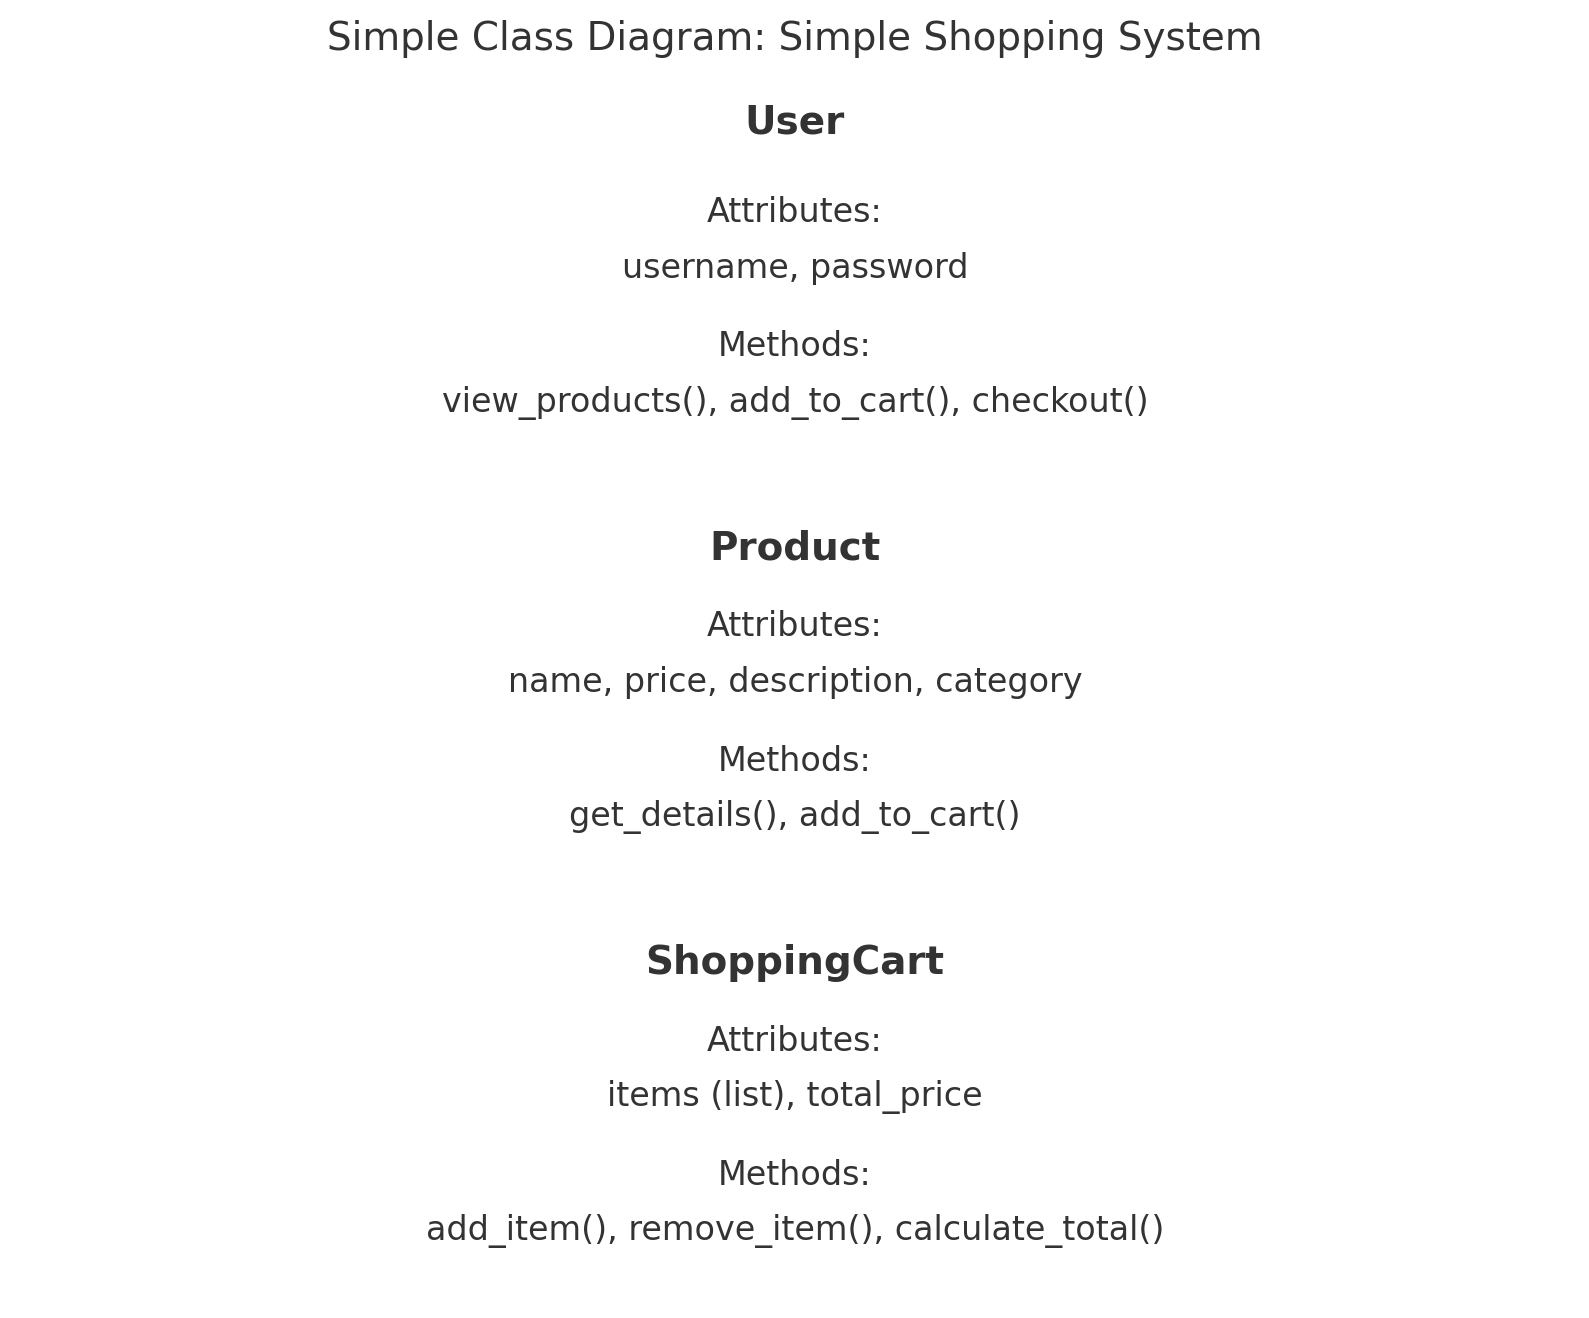 Simple Class Diagram: Simple Shopping System
User
Attributes:
username, password
Methods:
view_products(), add_to_cart(), checkout()
Product
Attributes:
name, price, description, category
Methods:
get_details(), add_to_cart()
ShoppingCart
Attributes:
items (list), total_price
Methods:
add_item(), remove_item(), calculate_total()